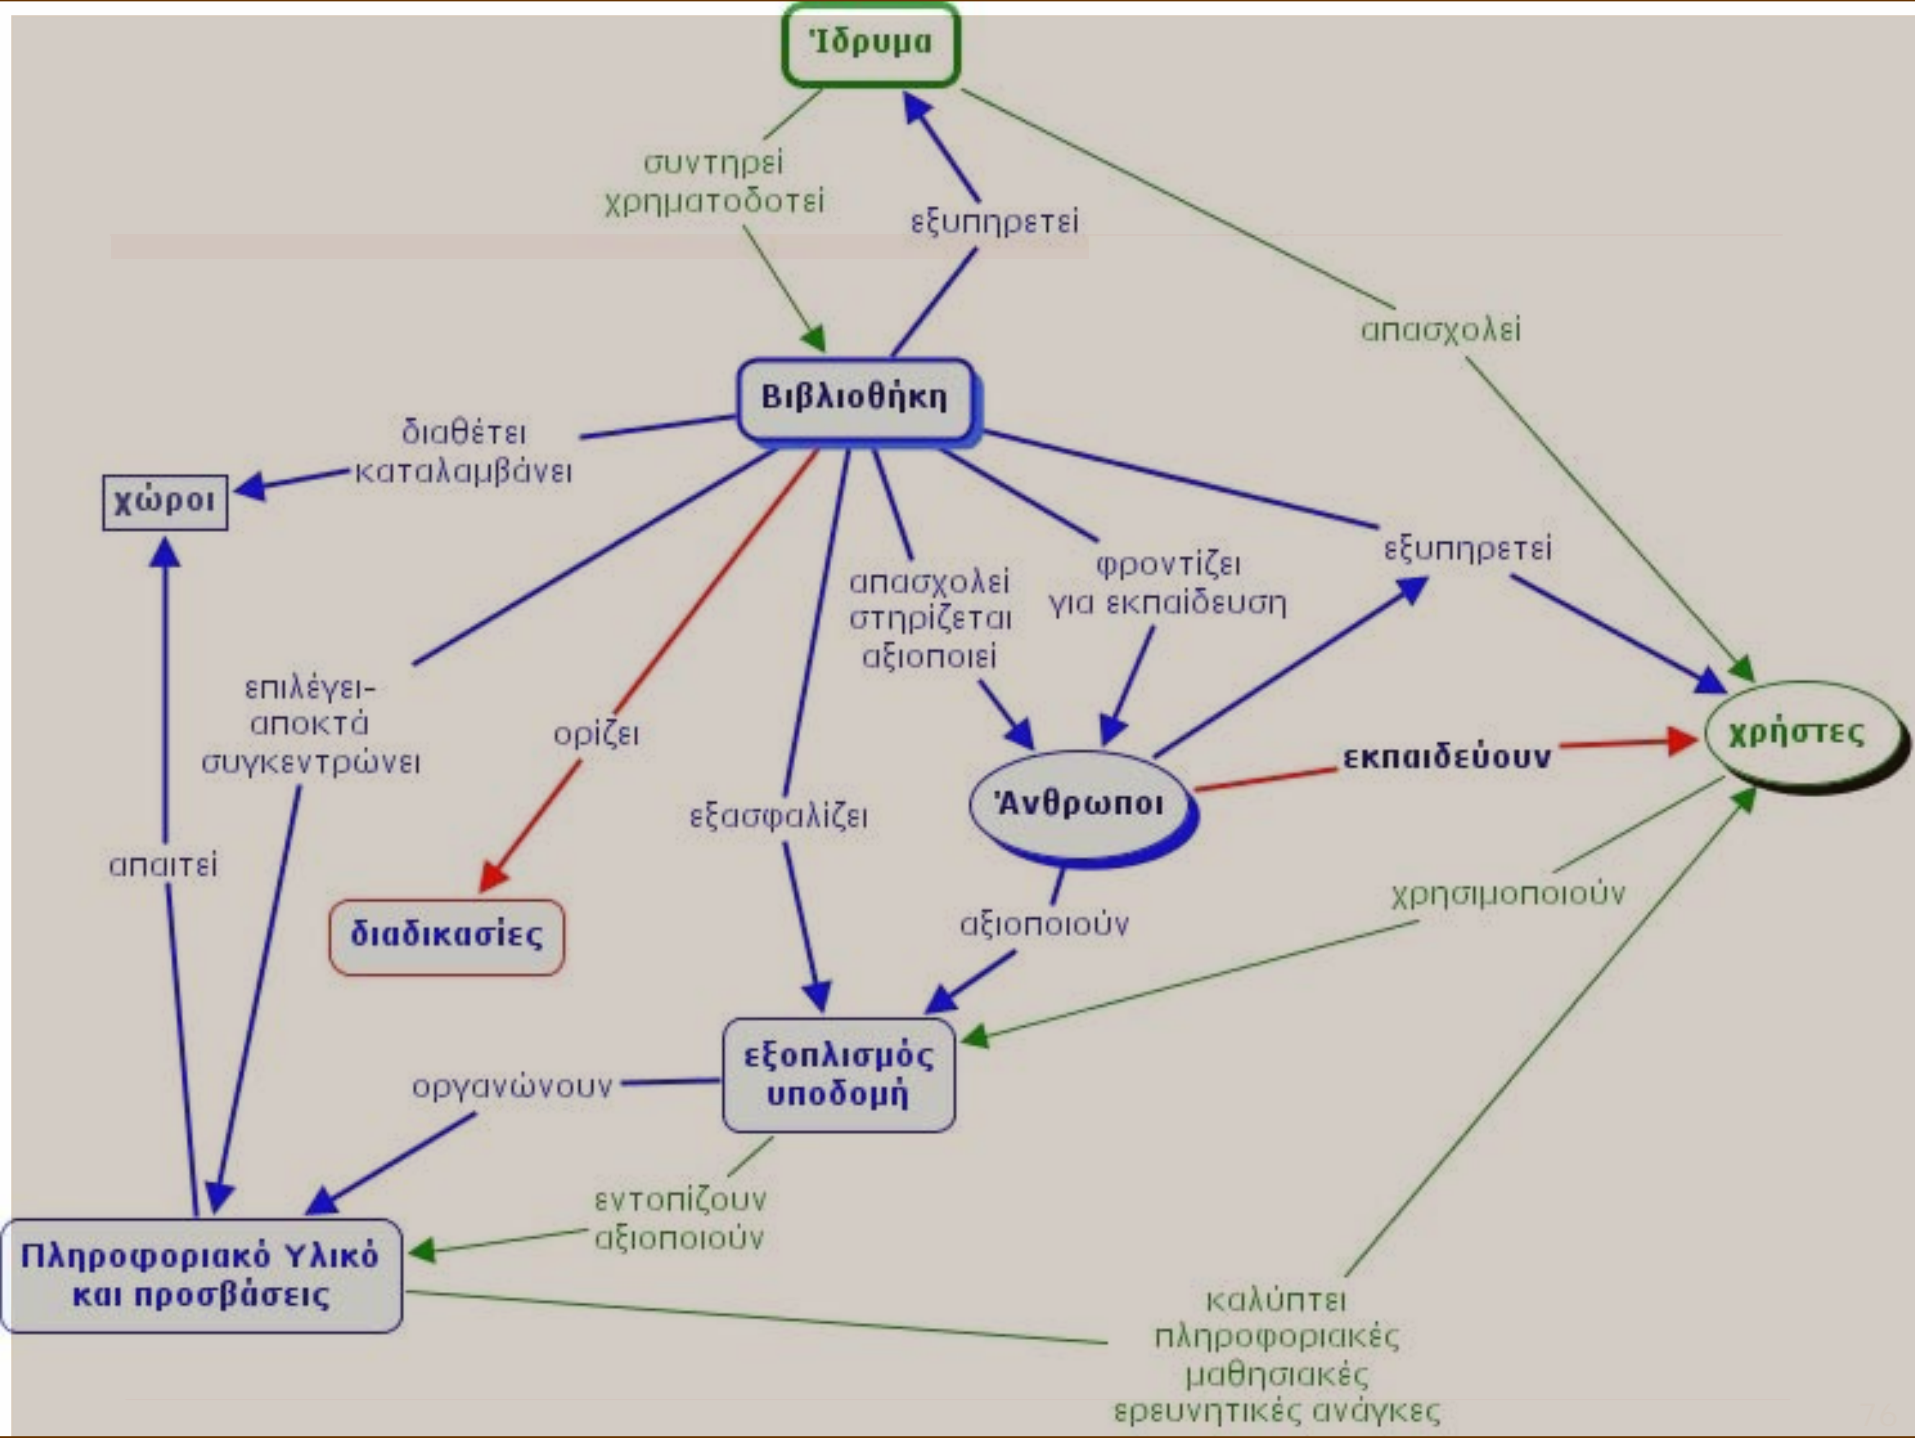 Ίδρυμα
συντηρεί
χρηματοδοτεί
εξυπηρετεί
απασχολεί
Βιβλιοθήκη
διαθέτει
καταλαμβάνει
χώροι
εξυπηρετεί
φροντίζει
για εκπαίδευση
απασχολεί
στηρίζεται
αξιοποιεί
επιλέγει-
αποκτά
συγκεντρώνει
ορίζει
χρήστες
εκπαιδεύουν
Άνθρωποι
εξασφαλίζει
απαιτεί
χρησιμοποιούν
αξιοποιούν
διαδικασίες
εξοπλισμός
υποδομή
οργανώνουν
εντοπίζουν
αξιοποιούν
Πληροφοριακό Υλικό
και προσβάσεις
καλύπτει
πληροφοριακές
μαθησιακές
ερευνητικές ανάγκες